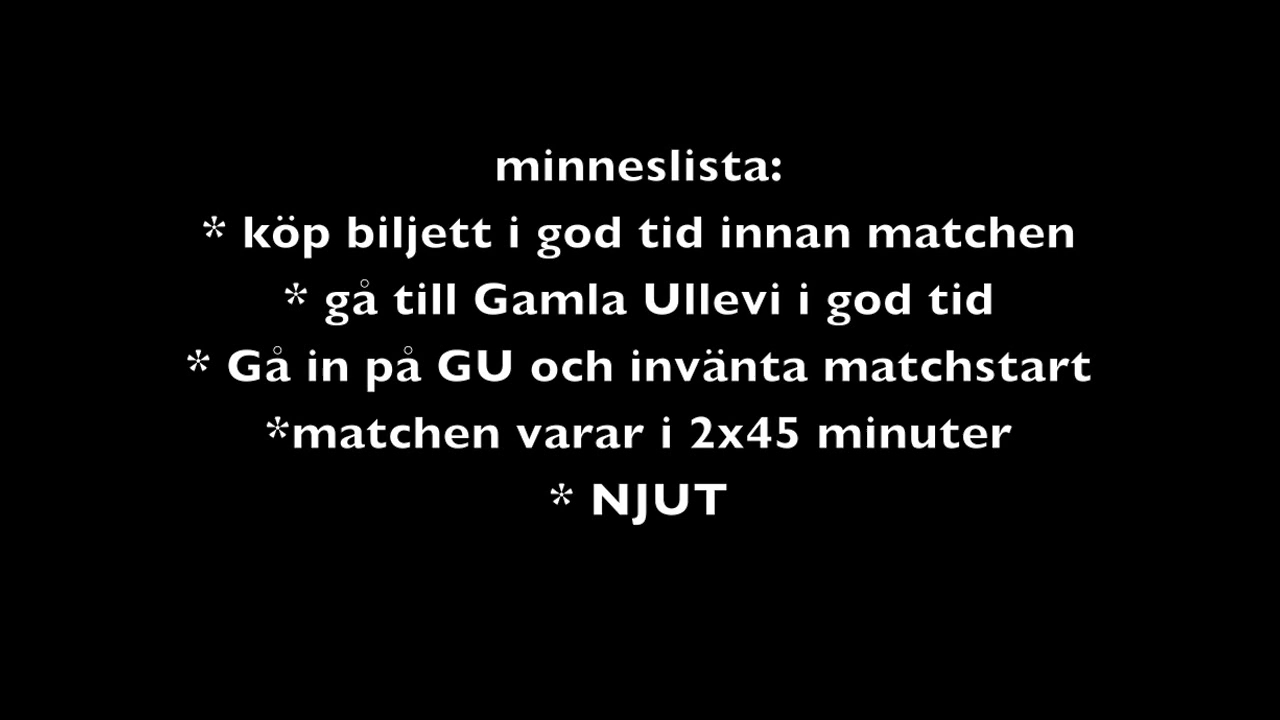 minneslista:
* köp biljett i god tid innan matchen
* gå till Gamla Ullevi i god tid
* Gå in på GU och invänta matchstart
*matchen varar i 2x45 minuter
* NJUT